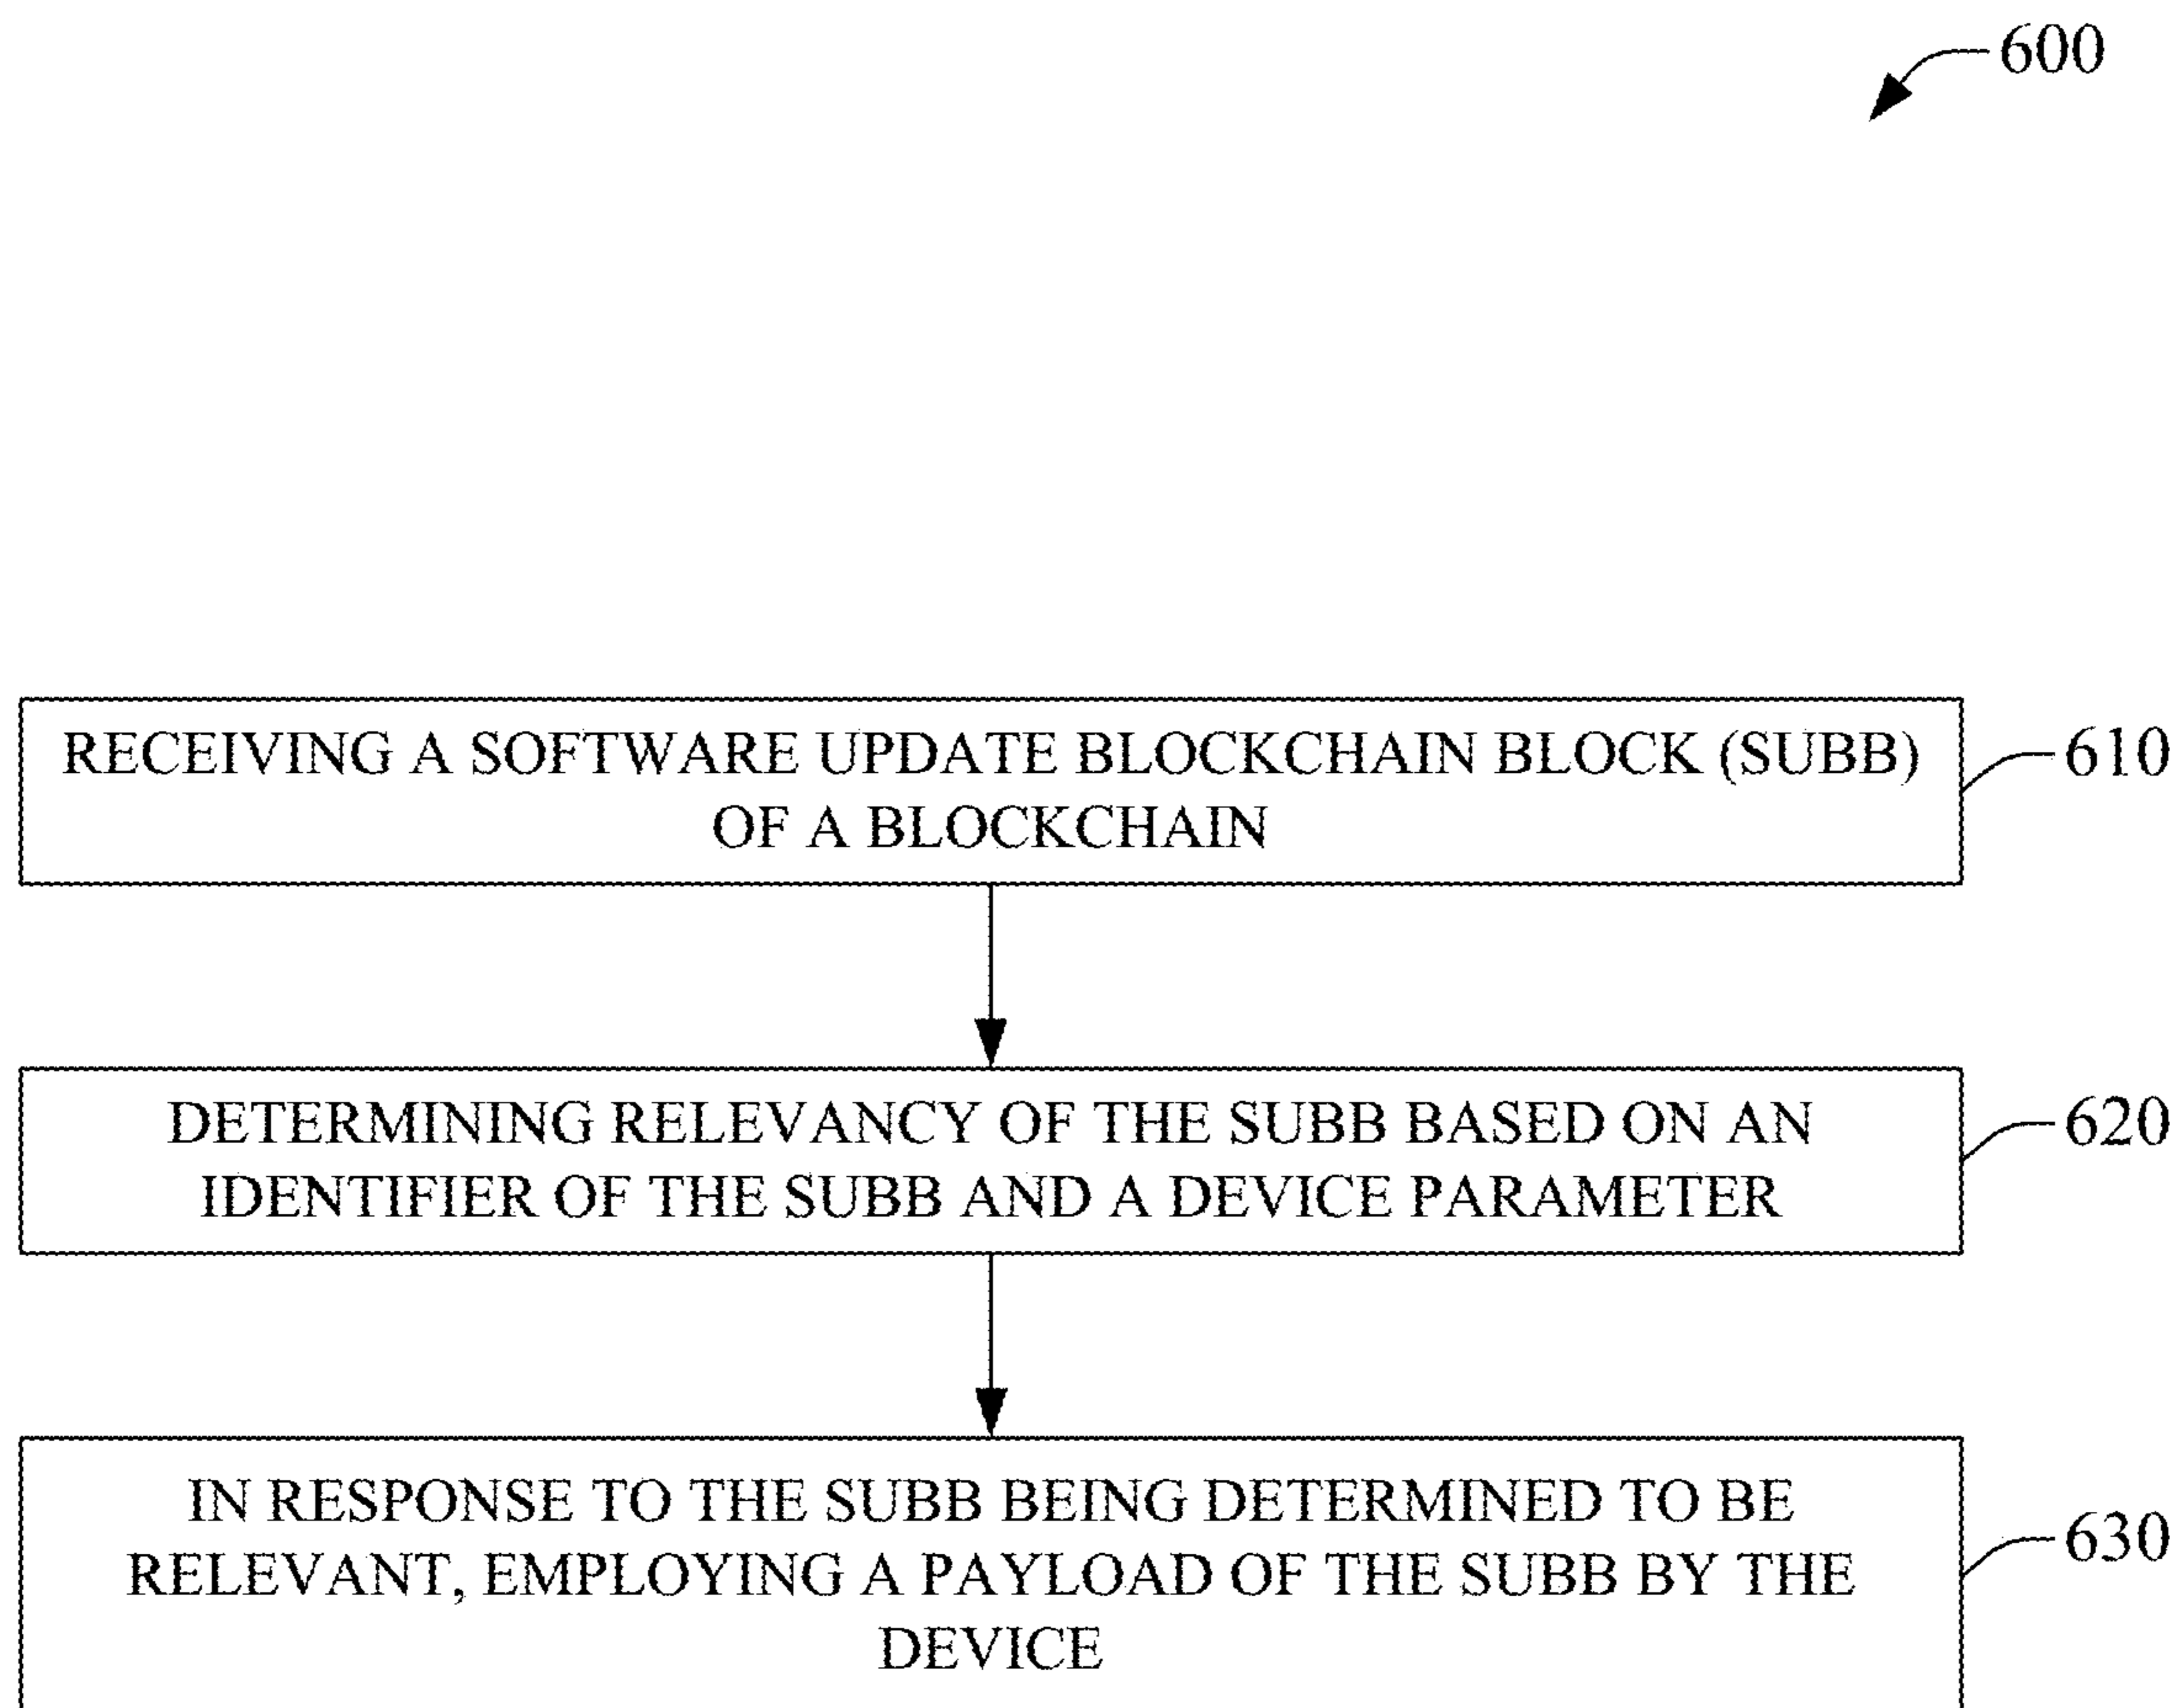 600
RECEIVING A SOFTWARE UPDATE BLOCKCHAIN BLOCK (SUBB)
OF A BLOCKCHAIN
610
DETERMINING RELEVANCY OF THE SUBB BASED ON AN
IDENTIFIER OF THE SUBB AND A DEVICE PARAMETER
620
IN RESPONSE TO THE SUBB BEING DETERMINED TO BE
RELEVANT, EMPLOYING A PAYLOAD OF THE SUBB BY THE
DEVICE
630